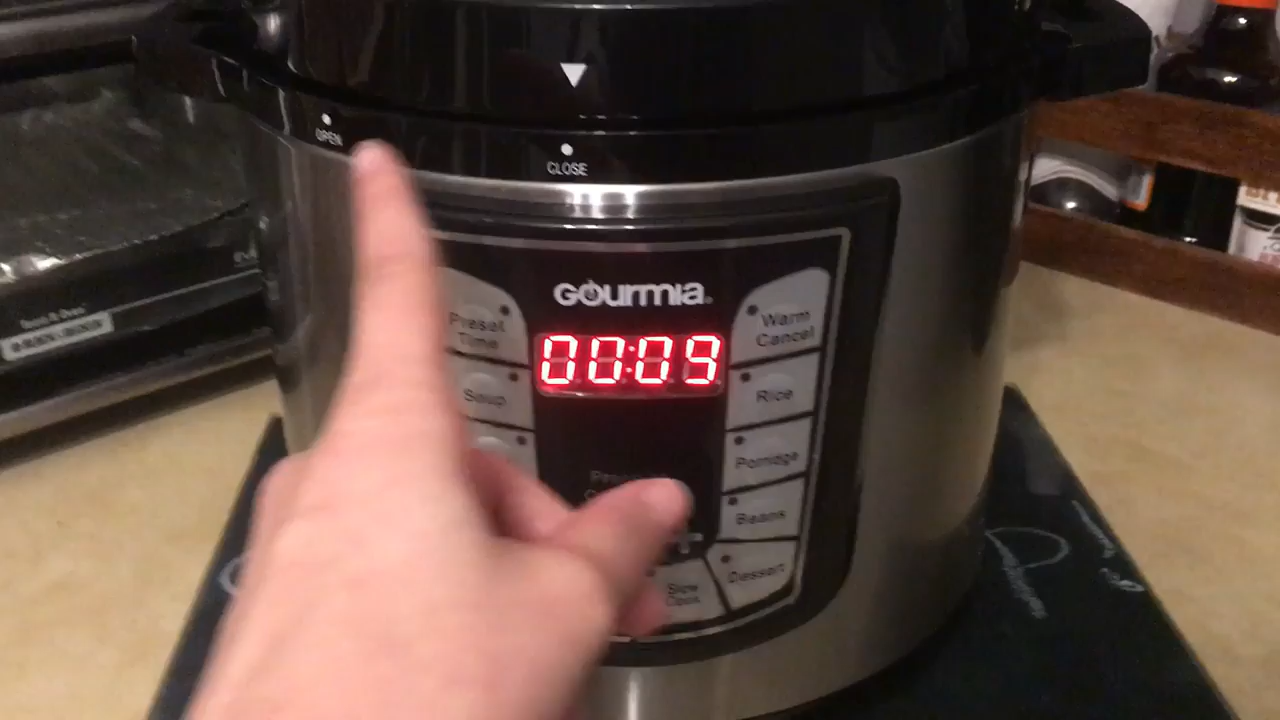 OPEN
CLOSE
Gourmia
00:09
Preset
Time
Warm
Cancel
Soup
Rice
Porridge
Beans
Dessert
Slow
Cook